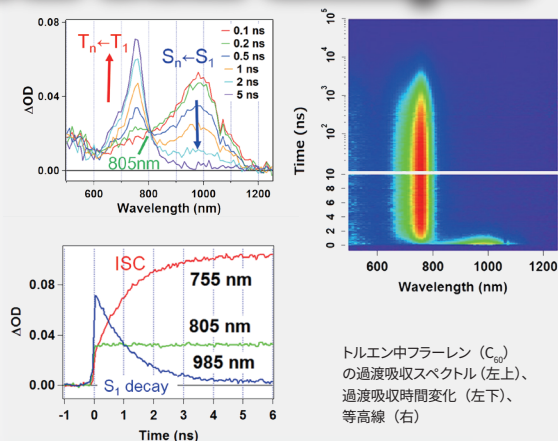 0.08
0.04
0.00
ΔOD
Tn←T1
Sn←S1
0.1 ns
0.2 ns
0.5 ns
1 ns
2 ns
5 ns
805nm
600 800 1000 1200
Wavelength (nm)
10⁵
10⁴
10³
10²
10
8
6
4
2
0
Time (ns)
600 800 1000 1200
Wavelength (nm)
0.08
0.04
0.00
ΔOD
ISC
755 nm
805 nm
985 nm
S1 decay
-1 0 1 2 3 4 5 6
Time (ns)
トルエン中フラーレン（C60）
の過渡吸収スペクトル（左上）、
過渡吸収時間変化（左下）、
等高線（右）